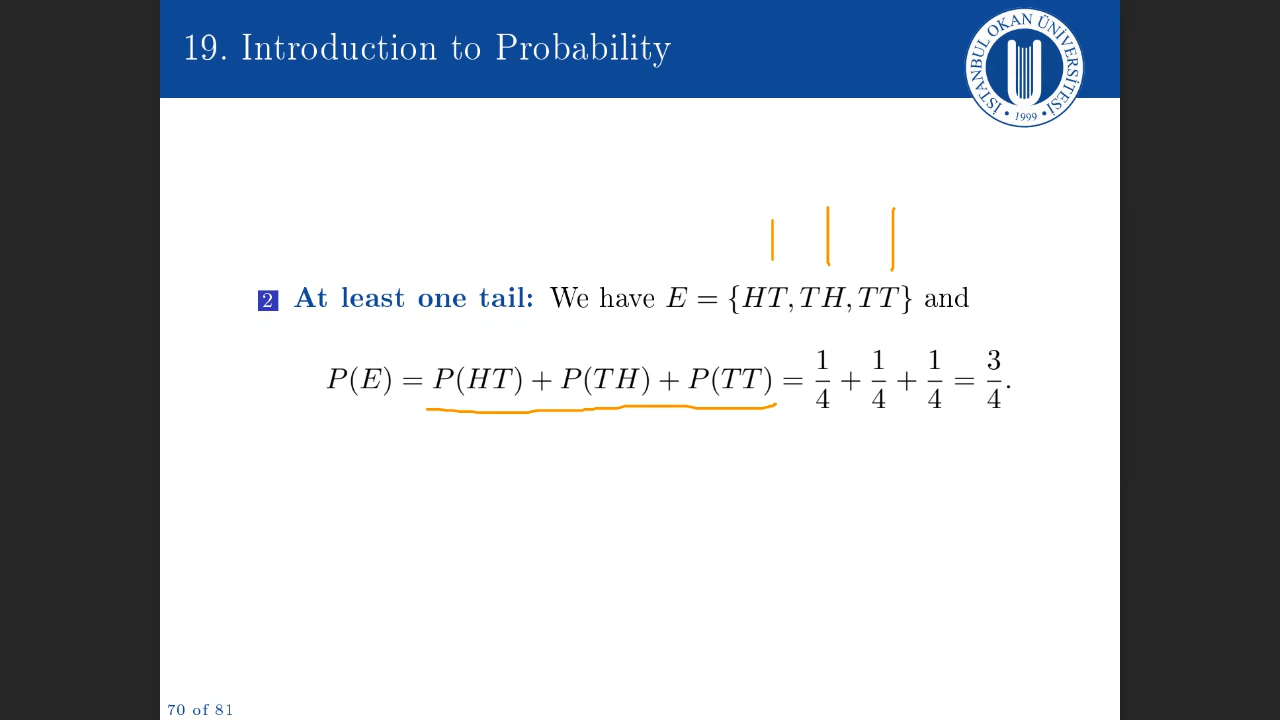 19. Introduction to Probability
İSTANBUL OKAN ÜNİVERSİTESİ
• 1999 •
2 At least one tail: We have E = {HT, TH, TT} and
P(E) = P(HT) + P(TH) + P(TT) = 1/4 + 1/4 + 1/4 = 3/4.
70 of 81